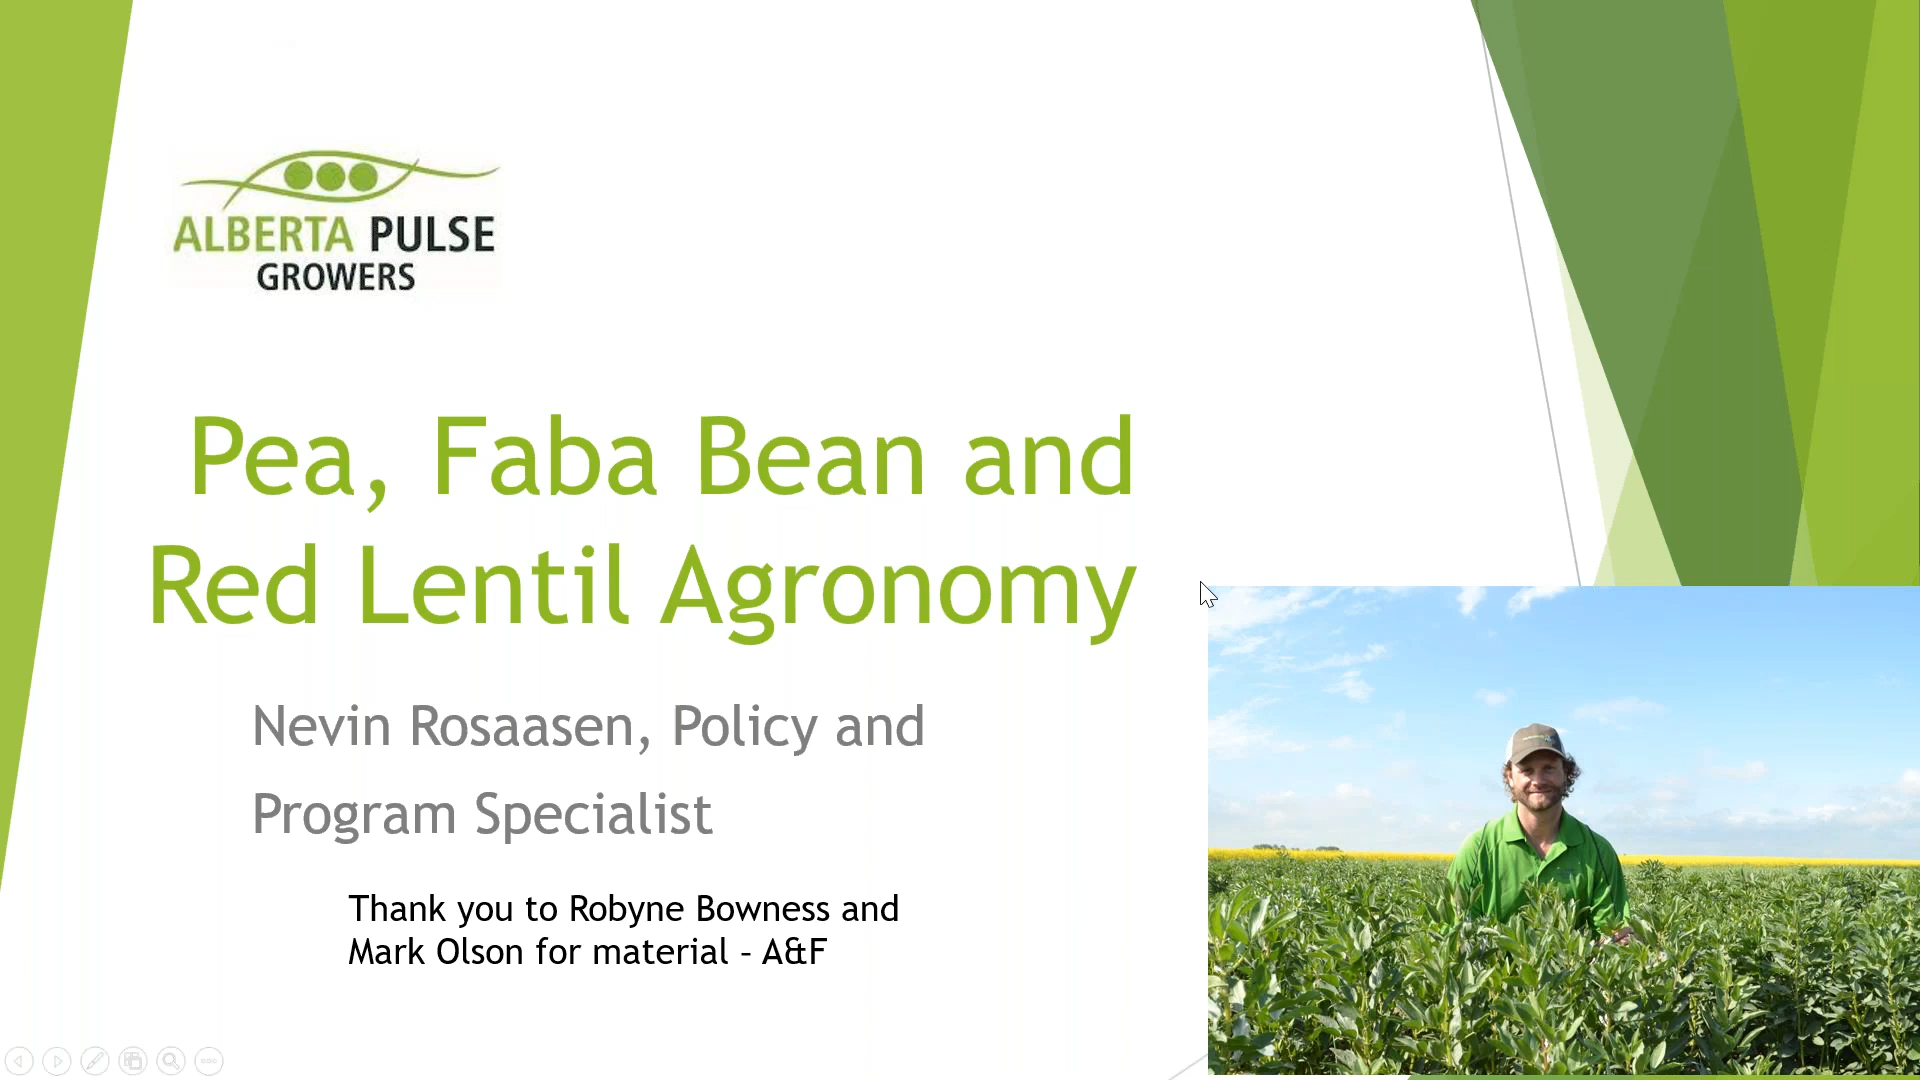 ALBERTA PULSE
GROWERS
Pea, Faba Bean and
Red Lentil Agronomy
Nevin Rosaasen, Policy and
Program Specialist
Thank you to Robyne Bowness and
Mark Olson for material – A&F